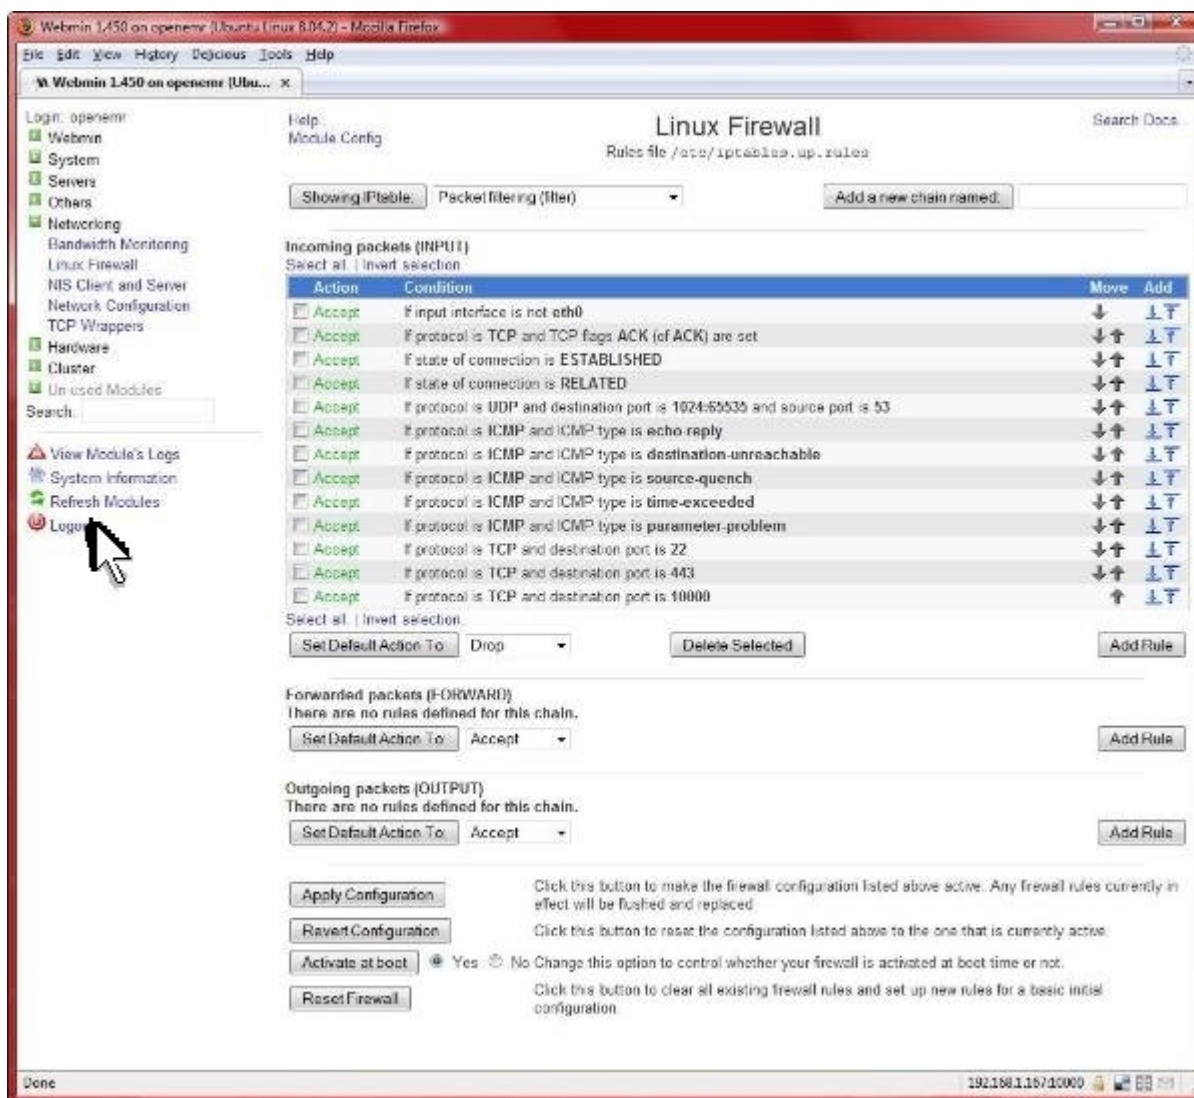 Webmin 1.450 on openemr (Ubuntu Linux 8.04.2) - Mozilla Firefox
File Edit View History Delicious Tools Help
Webmin 1.450 on openemr (Ubu... x
Login: openemr
Webmin
System
Servers
Others
Networking
Bandwidth Monitoring
Linux Firewall
NIS Client and Server
Network Configuration
TCP Wrappers
Hardware
Cluster
Un-used Modules
Search:
View Module's Logs
System Information
Refresh Modules
Logou
Help..
Module Config
Linux Firewall
Rules file /etc/iptables.up.rules
Search Docs..
Showing IPtable: Packet filtering (filter) Add a new chain named:
Incoming packets (INPUT)
Select all. | Invert selection.
Action Condition Move Add
Accept If input interface is not eth0
Accept If protocol is TCP and TCP flags ACK (of ACK) are set
Accept If state of connection is ESTABLISHED
Accept If state of connection is RELATED
Accept If protocol is UDP and destination port is 1024:65535 and source port is 53
Accept If protocol is ICMP and ICMP type is echo-reply
Accept If protocol is ICMP and ICMP type is destination-unreachable
Accept If protocol is ICMP and ICMP type is source-quench
Accept If protocol is ICMP and ICMP type is time-exceeded
Accept If protocol is ICMP and ICMP type is parameter-problem
Accept If protocol is TCP and destination port is 22
Accept If protocol is TCP and destination port is 443
Accept If protocol is TCP and destination port is 10000
Select all. | Invert selection.
Set Default Action To: Drop Delete Selected Add Rule
Forwarded packets (FORWARD)
There are no rules defined for this chain.
Set Default Action To: Accept Add Rule
Outgoing packets (OUTPUT)
There are no rules defined for this chain.
Set Default Action To: Accept Add Rule
Apply Configuration Click this button to make the firewall configuration listed above active. Any firewall rules currently in
effect will be flushed and replaced
Revert Configuration Click this button to reset the configuration listed above to the one that is currently active.
Activate at boot Yes No Change this option to control whether your firewall is activated at boot time or not.
Reset Firewall Click this button to clear all existing firewall rules and set up new rules for a basic initial
configuration.
Done 192.168.1.167:10000